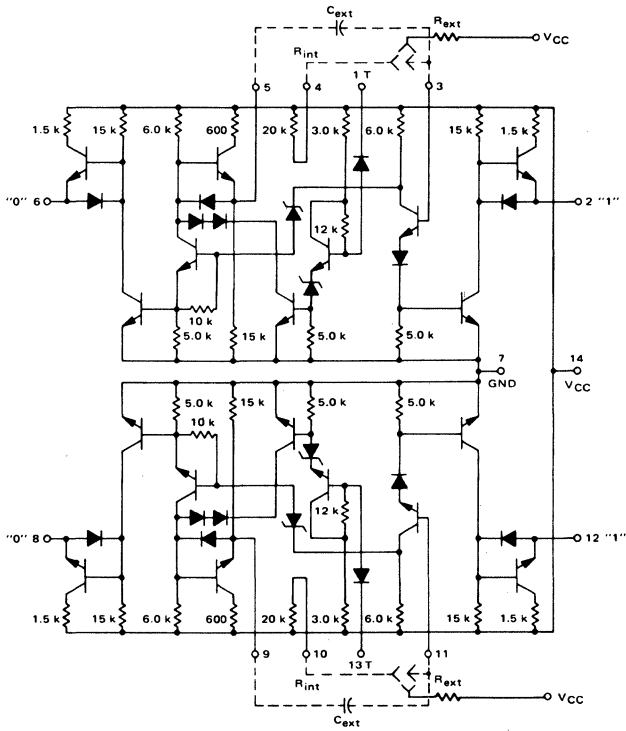 Cext
Rext
VCC
Rint
5 4 1 T 3
1.5 k 15 k 6.0 k 600 20 k 3.0 k 6.0 k 15 k 1.5 k
"0" 6 2 "1"
12 k
10 k
5.0 k 15 k 5.0 k 5.0 k
7 14
GND VCC
5.0 k 15 k 5.0 k 5.0 k
10 k
12 k
"0" 8 12 "1"
1.5 k 15 k 6.0 k 600 20 k 3.0 k 6.0 k 15 k 1.5 k
9 10 13 T 11
Rint
Rext
VCC
Cext